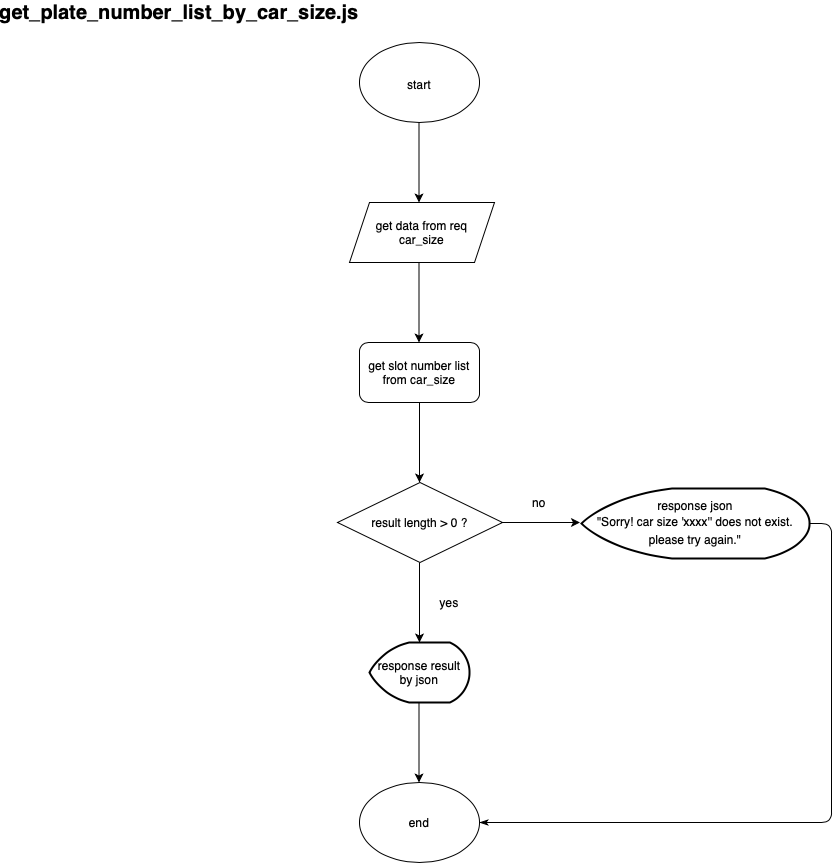 get_plate_number_list_by_car_size.js
start
get data from req
car_size
get slot number list
from car_size
result length > 0 ?
no
response json
"Sorry! car size 'xxxx" does not exist.
please try again."
yes
response result
by json
end